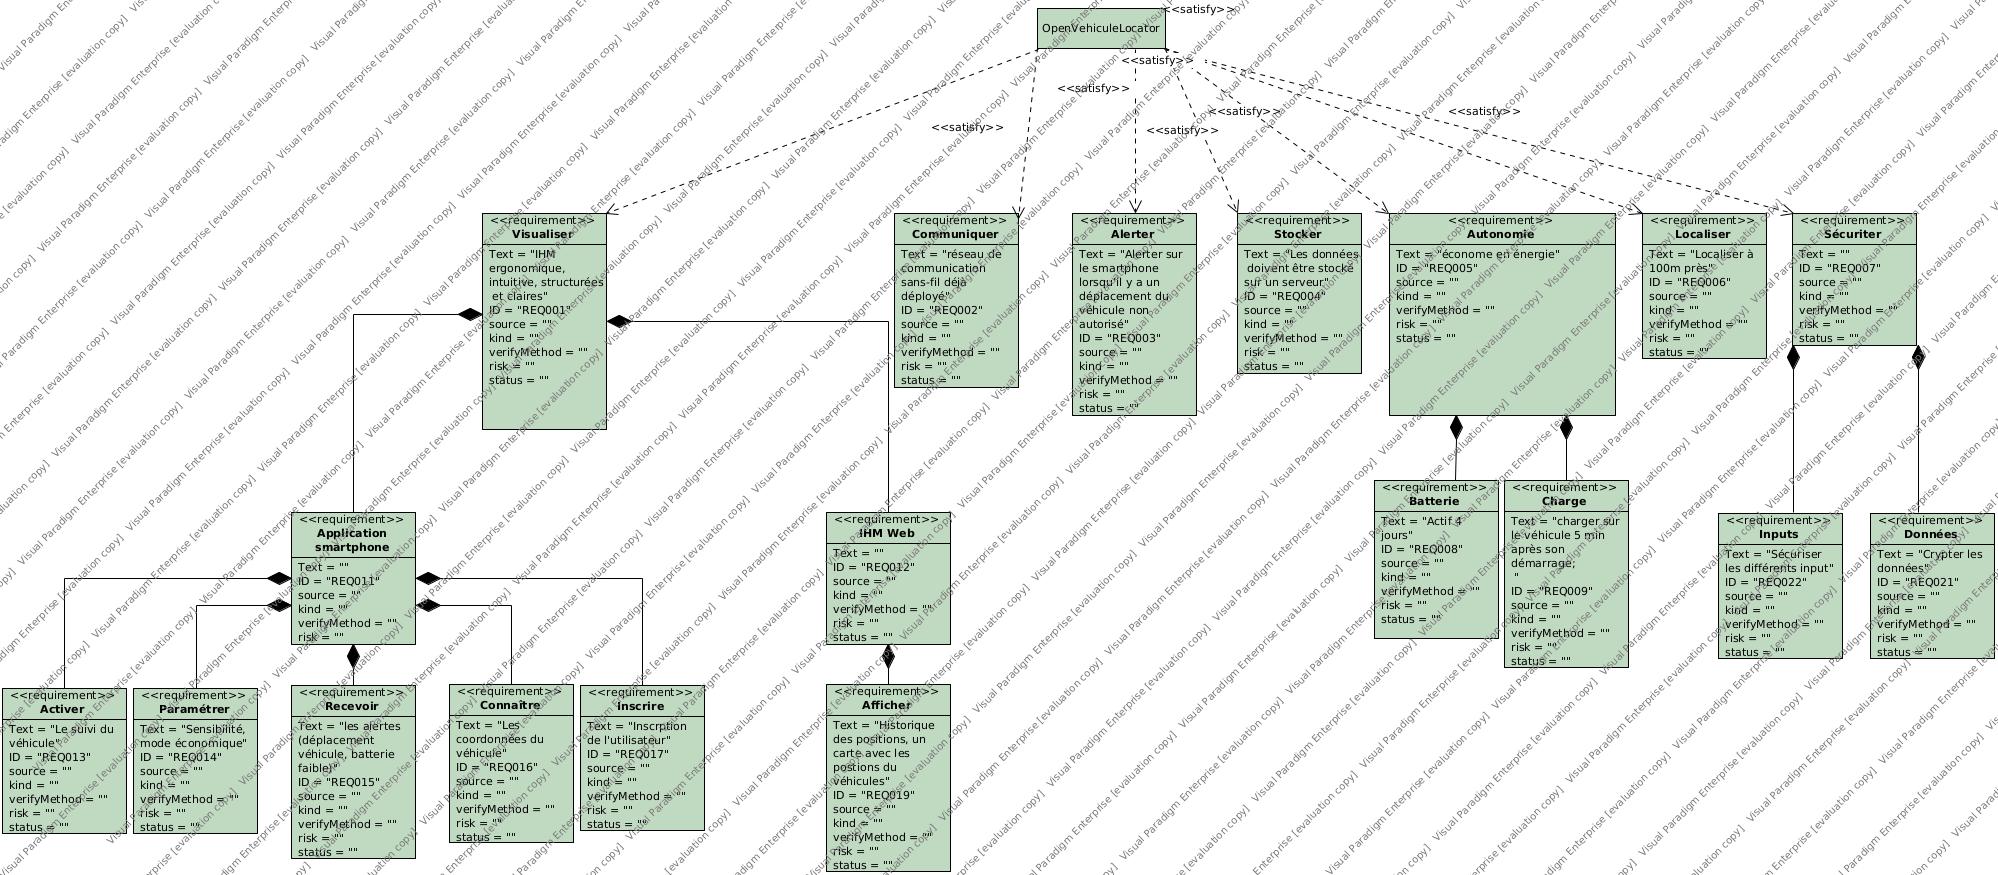 OpenVehiculeLocator
<<satisfy>>
<<satisfy>>
<<satisfy>>
<<satisfy>>
<<satisfy>>
<<satisfy>>
<<satisfy>>
<<requirement>>
Visualiser
Text = "IHM
ergonomique,
intuitive, structurées
et claires"
ID = "REQ001"
source = ""
kind = ""
verifyMethod = ""
risk = ""
status = ""
<<requirement>>
Communiquer
Text = "réseau de
communication
sans-fil déjà
déployé"
ID = "REQ002"
source = ""
kind = ""
verifyMethod = ""
risk = ""
status = ""
<<requirement>>
Alerter
Text = "Alerter sur
le smartphone
lorsqu'il y a un
déplacement du
véhicule non
autorisé"
ID = "REQ003"
source = ""
kind = ""
verifyMethod = ""
risk = ""
status = ""
<<requirement>>
Stocker
Text = "Les données
doivent être stocké
sur un serveur"
ID = "REQ004"
source = ""
kind = ""
verifyMethod = ""
risk = ""
status = ""
<<requirement>>
Autonomie
Text = "économe en énergie"
ID = "REQ005"
source = ""
kind = ""
verifyMethod = ""
risk = ""
status = ""
<<requirement>>
Localiser
Text = "Localiser à
100m près"
ID = "REQ006"
source = ""
kind = ""
verifyMethod = ""
risk = ""
status = ""
<<requirement>>
Sécuriter
Text = ""
ID = "REQ007"
source = ""
kind = ""
verifyMethod = ""
risk = ""
status = ""
<<requirement>>
Application
smartphone
Text = ""
ID = "REQ011"
source = ""
kind = ""
verifyMethod = ""
risk = ""
<<requirement>>
IHM Web
Text = ""
ID = "REQ012"
source = ""
kind = ""
verifyMethod = ""
risk = ""
status = ""
<<requirement>>
Batterie
Text = "Actif 4
jours"
ID = "REQ008"
source = ""
kind = ""
verifyMethod = ""
risk = ""
status = ""
<<requirement>>
Charge
Text = "charger sur
le véhicule 5 min
après son
démarrage;
"
ID = "REQ009"
source = ""
kind = ""
verifyMethod = ""
risk = ""
status = ""
<<requirement>>
Inputs
Text = "Sécuriser
les différents input"
ID = "REQ022"
source = ""
kind = ""
verifyMethod = ""
risk = ""
status = ""
<<requirement>>
Données
Text = "Crypter les
données"
ID = "REQ021"
source = ""
kind = ""
verifyMethod = ""
risk = ""
status = ""
<<requirement>>
Activer
Text = "Le suivi du
véhicule"
ID = "REQ013"
source = ""
kind = ""
verifyMethod = ""
risk = ""
status = ""
<<requirement>>
Paramétrer
Text = "Sensibilité,
mode économique"
ID = "REQ014"
source = ""
kind = ""
verifyMethod = ""
risk = ""
status = ""
<<requirement>>
Recevoir
Text = "les alertes
(déplacement
véhicule, batterie
faible)"
ID = "REQ015"
source = ""
kind = ""
verifyMethod = ""
risk = ""
status = ""
<<requirement>>
Connaître
Text = "Les
coordonnées du
véhicule"
ID = "REQ016"
source = ""
kind = ""
verifyMethod = ""
risk = ""
status = ""
<<requirement>>
Inscrire
Text = "Inscrption
de l'utilisateur"
ID = "REQ017"
source = ""
kind = ""
verifyMethod = ""
risk = ""
status = ""
<<requirement>>
Afficher
Text = "Historique
des positions, un
carte avec les
postions du
véhicules"
ID = "REQ019"
source = ""
kind = ""
verifyMethod = ""
risk = ""
status = ""
Visual Paradigm Enterprise [evaluation copy]